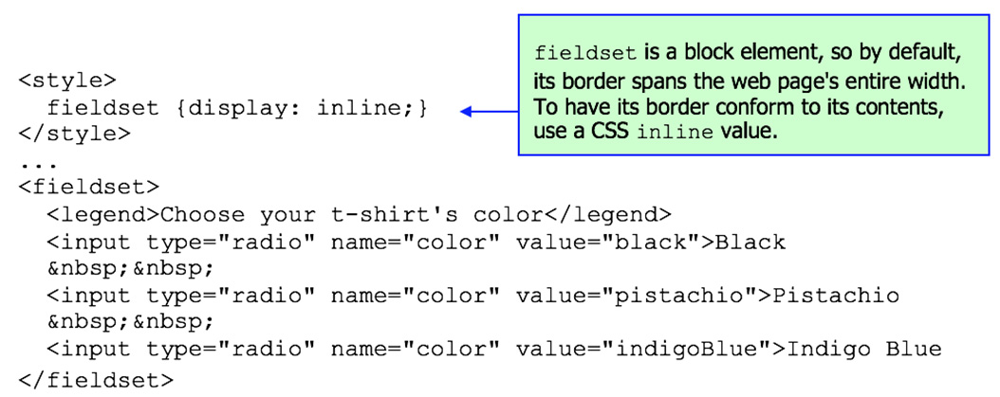 fieldset is a block element, so by default,
its border spans the web page's entire width.
To have its border conform to its contents,
use a CSS inline value.
<style>
  fieldset {display: inline;}
</style>
...
<fieldset>
  <legend>Choose your t-shirt's color</legend>
  <input type="radio" name="color" value="black">Black
  &nbsp;&nbsp;
  <input type="radio" name="color" value="pistachio">Pistachio
  &nbsp;&nbsp;
  <input type="radio" name="color" value="indigoBlue">Indigo Blue
</fieldset>